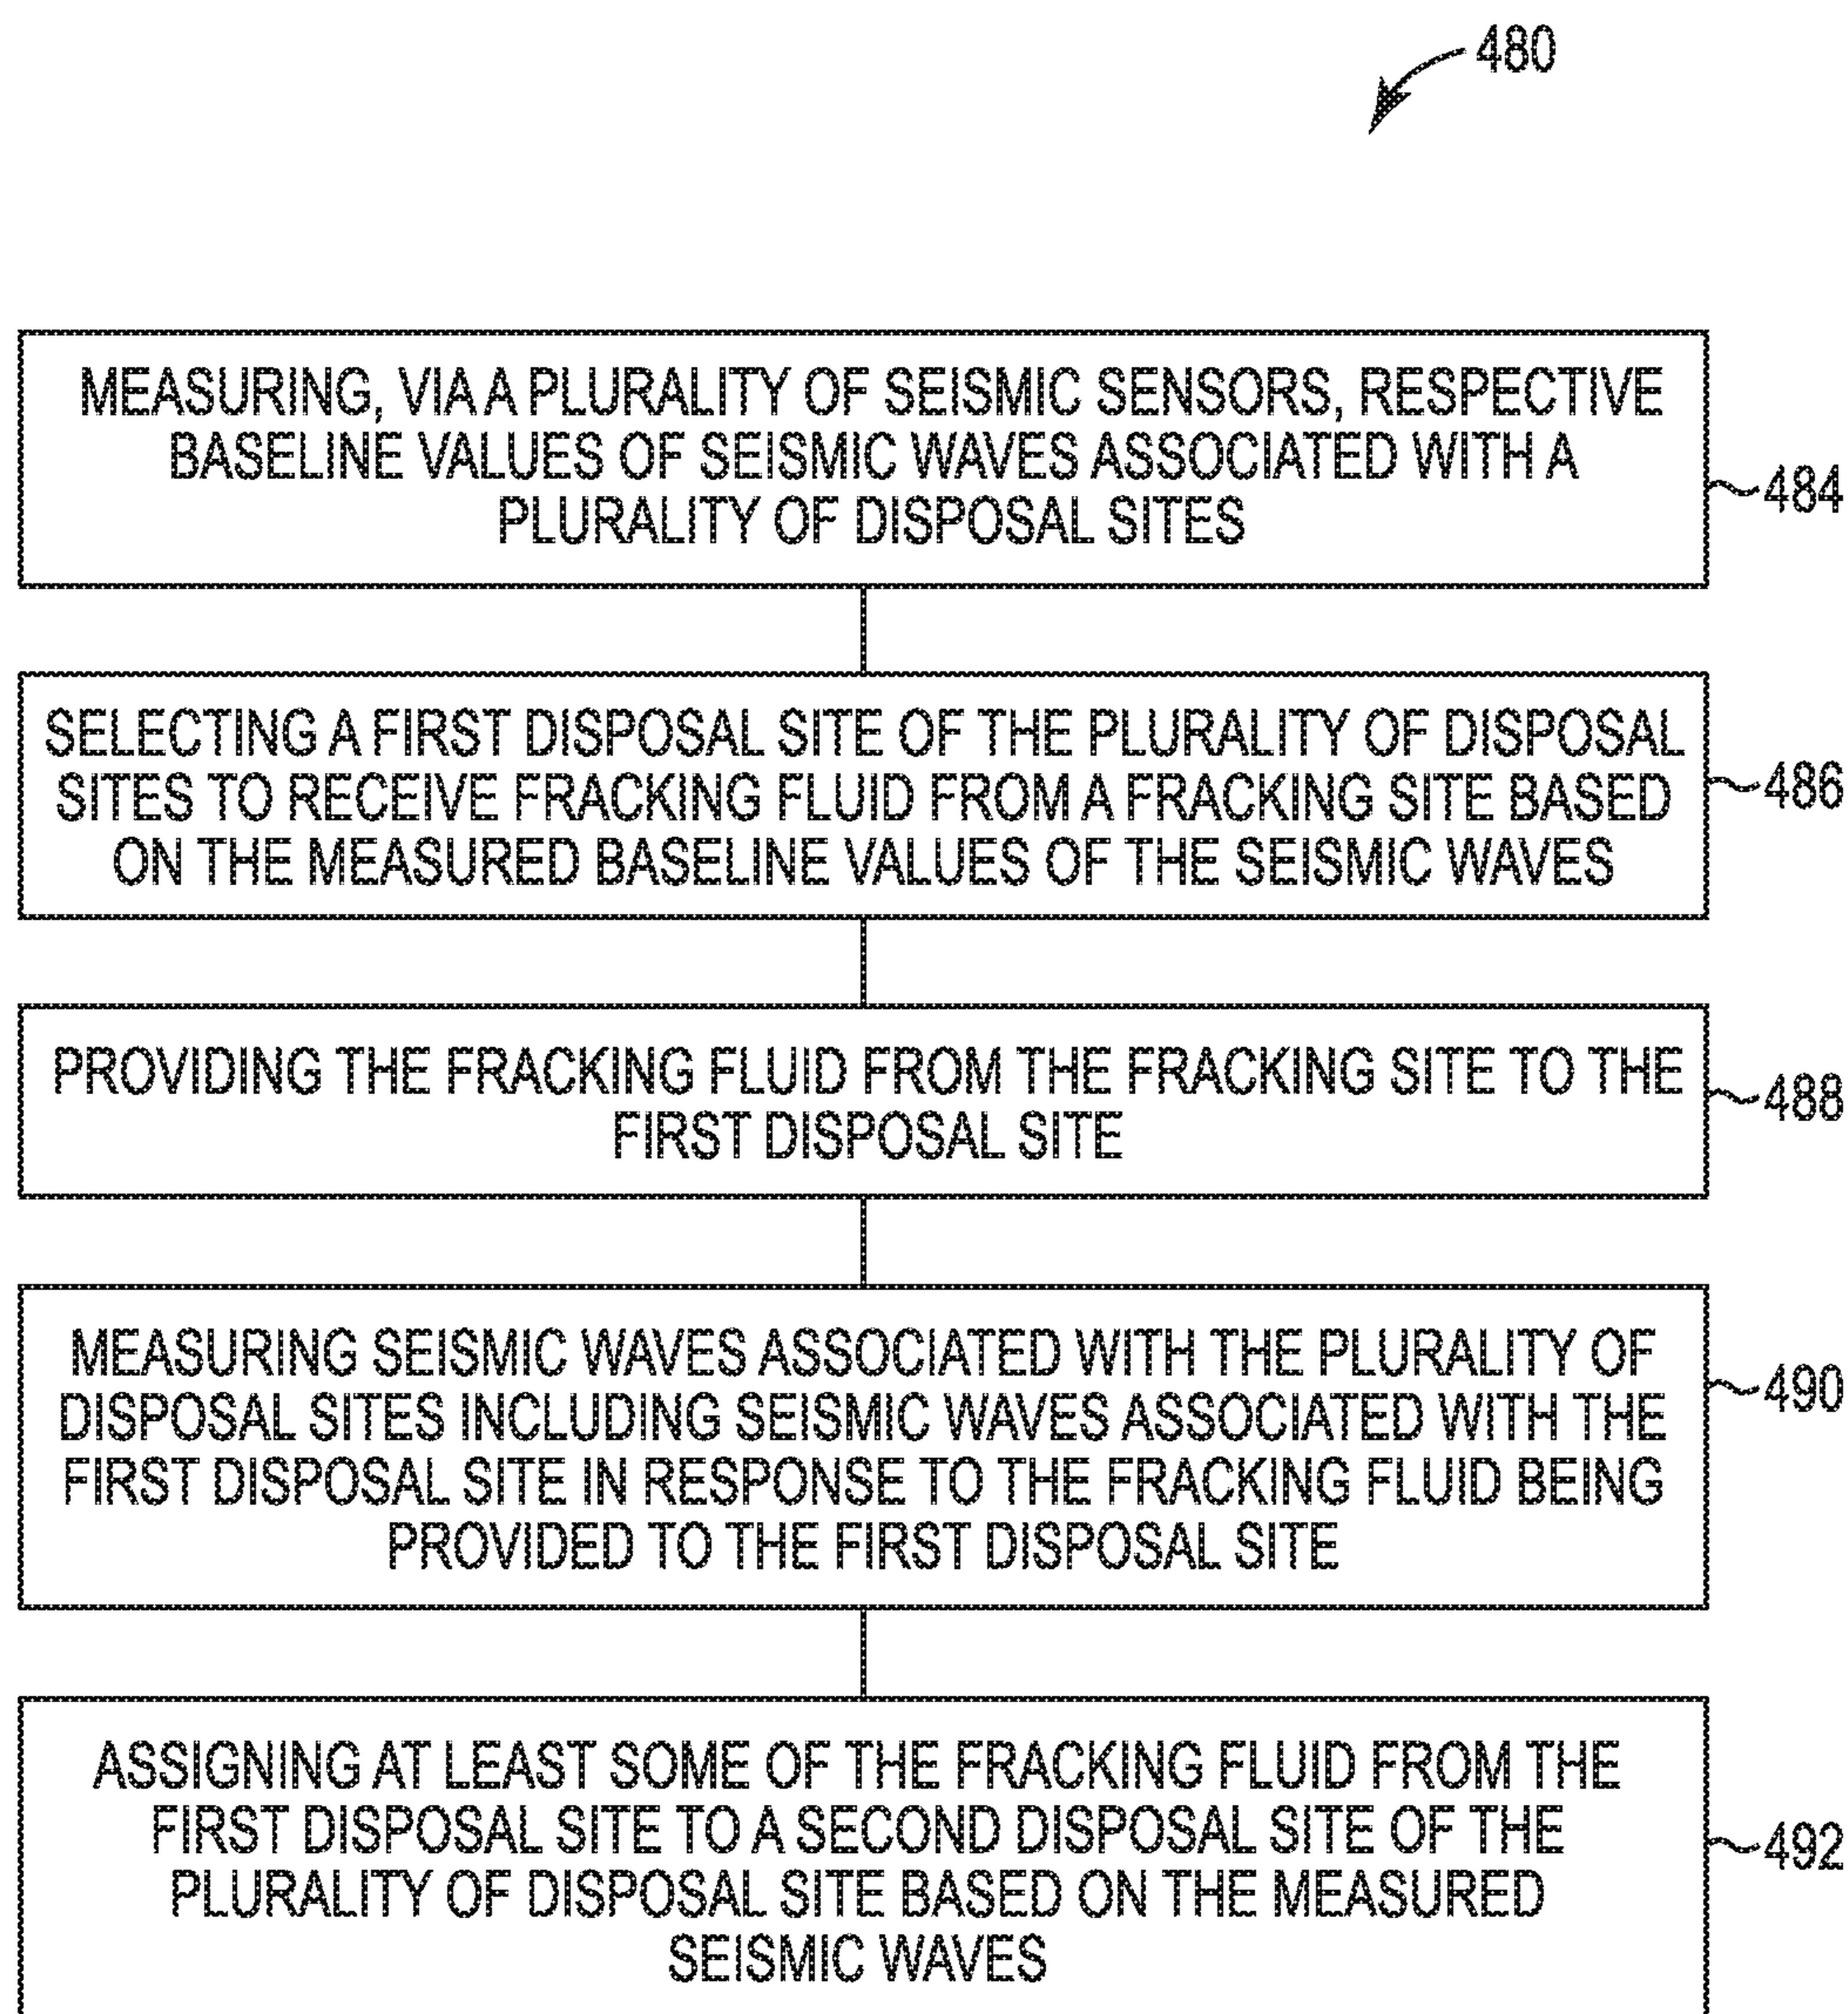 480
MEASURING, VIA A PLURALITY OF SEISMIC SENSORS, RESPECTIVE
BASELINE VALUES OF SEISMIC WAVES ASSOCIATED WITH A
PLURALITY OF DISPOSAL SITES
484
SELECTING A FIRST DISPOSAL SITE OF THE PLURALITY OF DISPOSAL
SITES TO RECEIVE FRACKING FLUID FROM A FRACKING SITE BASED
ON THE MEASURED BASELINE VALUES OF THE SEISMIC WAVES
486
PROVIDING THE FRACKING FLUID FROM THE FRACKING SITE TO THE
FIRST DISPOSAL SITE
488
MEASURING SEISMIC WAVES ASSOCIATED WITH THE PLURALITY OF
DISPOSAL SITES INCLUDING SEISMIC WAVES ASSOCIATED WITH THE
FIRST DISPOSAL SITE IN RESPONSE TO THE FRACKING FLUID BEING
PROVIDED TO THE FIRST DISPOSAL SITE
490
ASSIGNING AT LEAST SOME OF THE FRACKING FLUID FROM THE
FIRST DISPOSAL SITE TO A SECOND DISPOSAL SITE OF THE
PLURALITY OF DISPOSAL SITE BASED ON THE MEASURED
SEISMIC WAVES
492